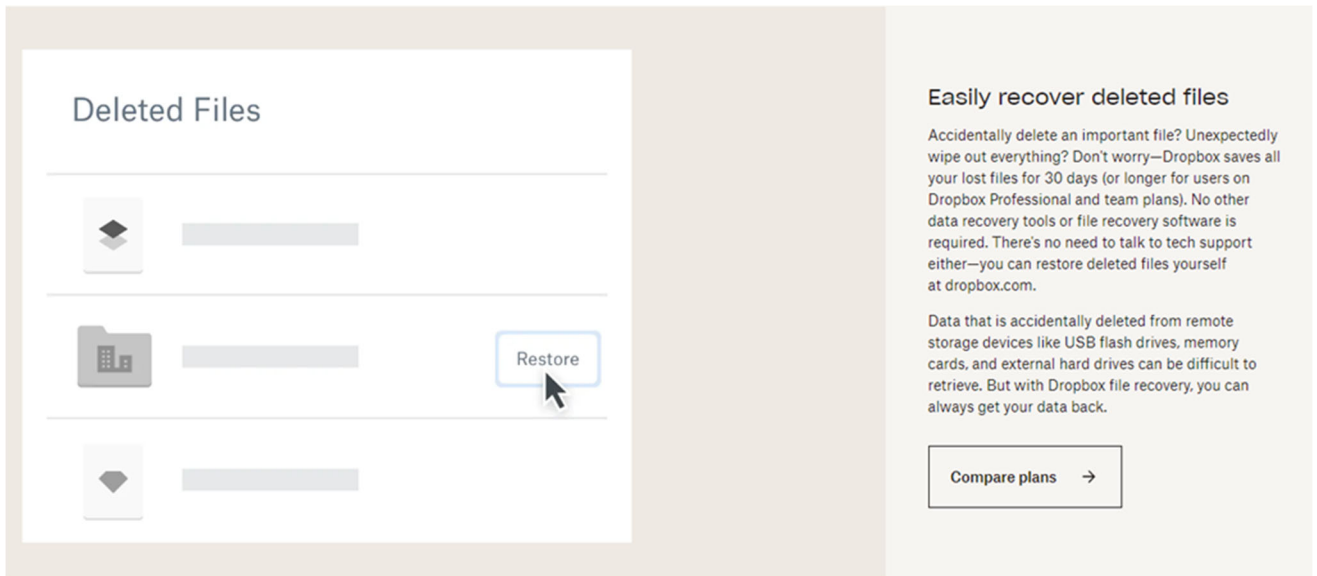 Deleted Files
Restore
Easily recover deleted files
Accidentally delete an important file? Unexpectedly
wipe out everything? Don't worry—Dropbox saves all
your lost files for 30 days (or longer for users on
Dropbox Professional and team plans). No other
data recovery tools or file recovery software is
required. There's no need to talk to tech support
either—you can restore deleted files yourself
at dropbox.com.
Data that is accidentally deleted from remote
storage devices like USB flash drives, memory
cards, and external hard drives can be difficult to
retrieve. But with Dropbox file recovery, you can
always get your data back.
Compare plans